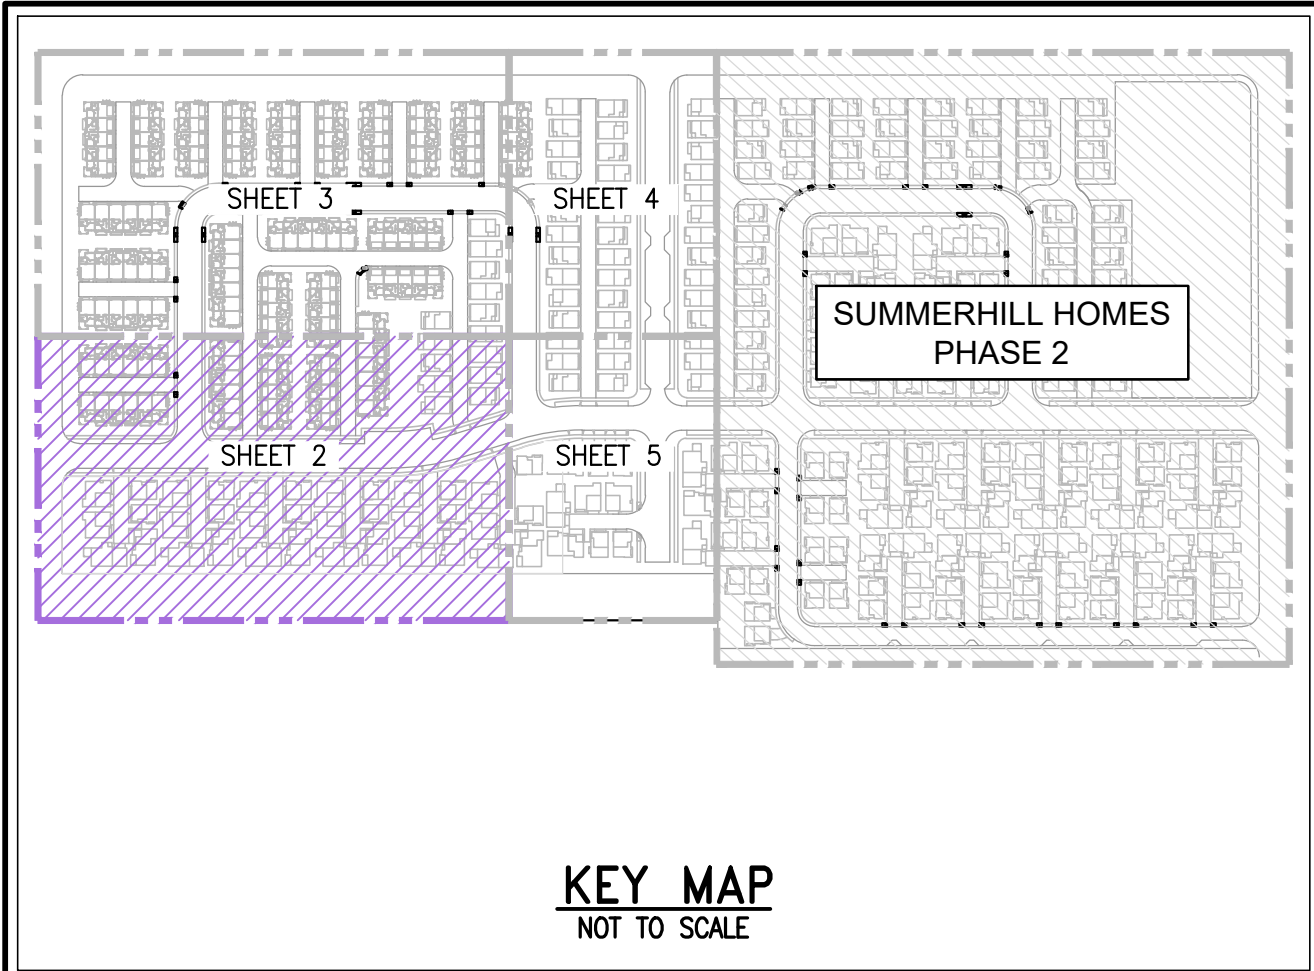 SHEET 3
SHEET 4
SUMMERHILL HOMES
PHASE 2
SHEET 2
SHEET 5
KEY MAP
NOT TO SCALE